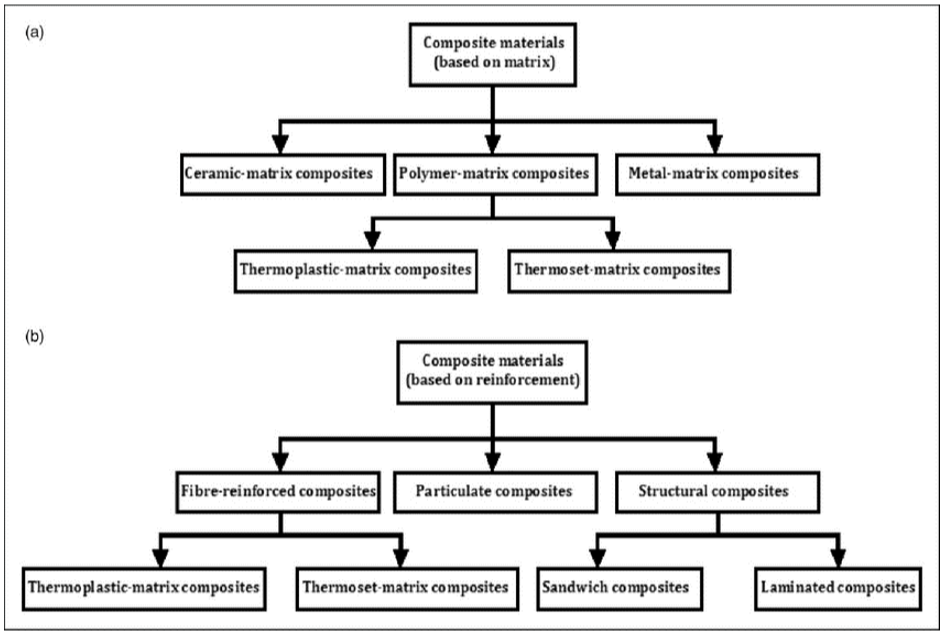 (a)
Composite materials
(based on matrix)
Ceramic-matrix composites
Polymer-matrix composites
Metal-matrix composites
Thermoplastic-matrix composites
Thermoset-matrix composites
(b)
Composite materials
(based on reinforcement)
Fibre-reinforced composites
Particulate composites
Structural composites
Thermoplastic-matrix composites
Thermoset-matrix composites
Sandwich composites
Laminated composites